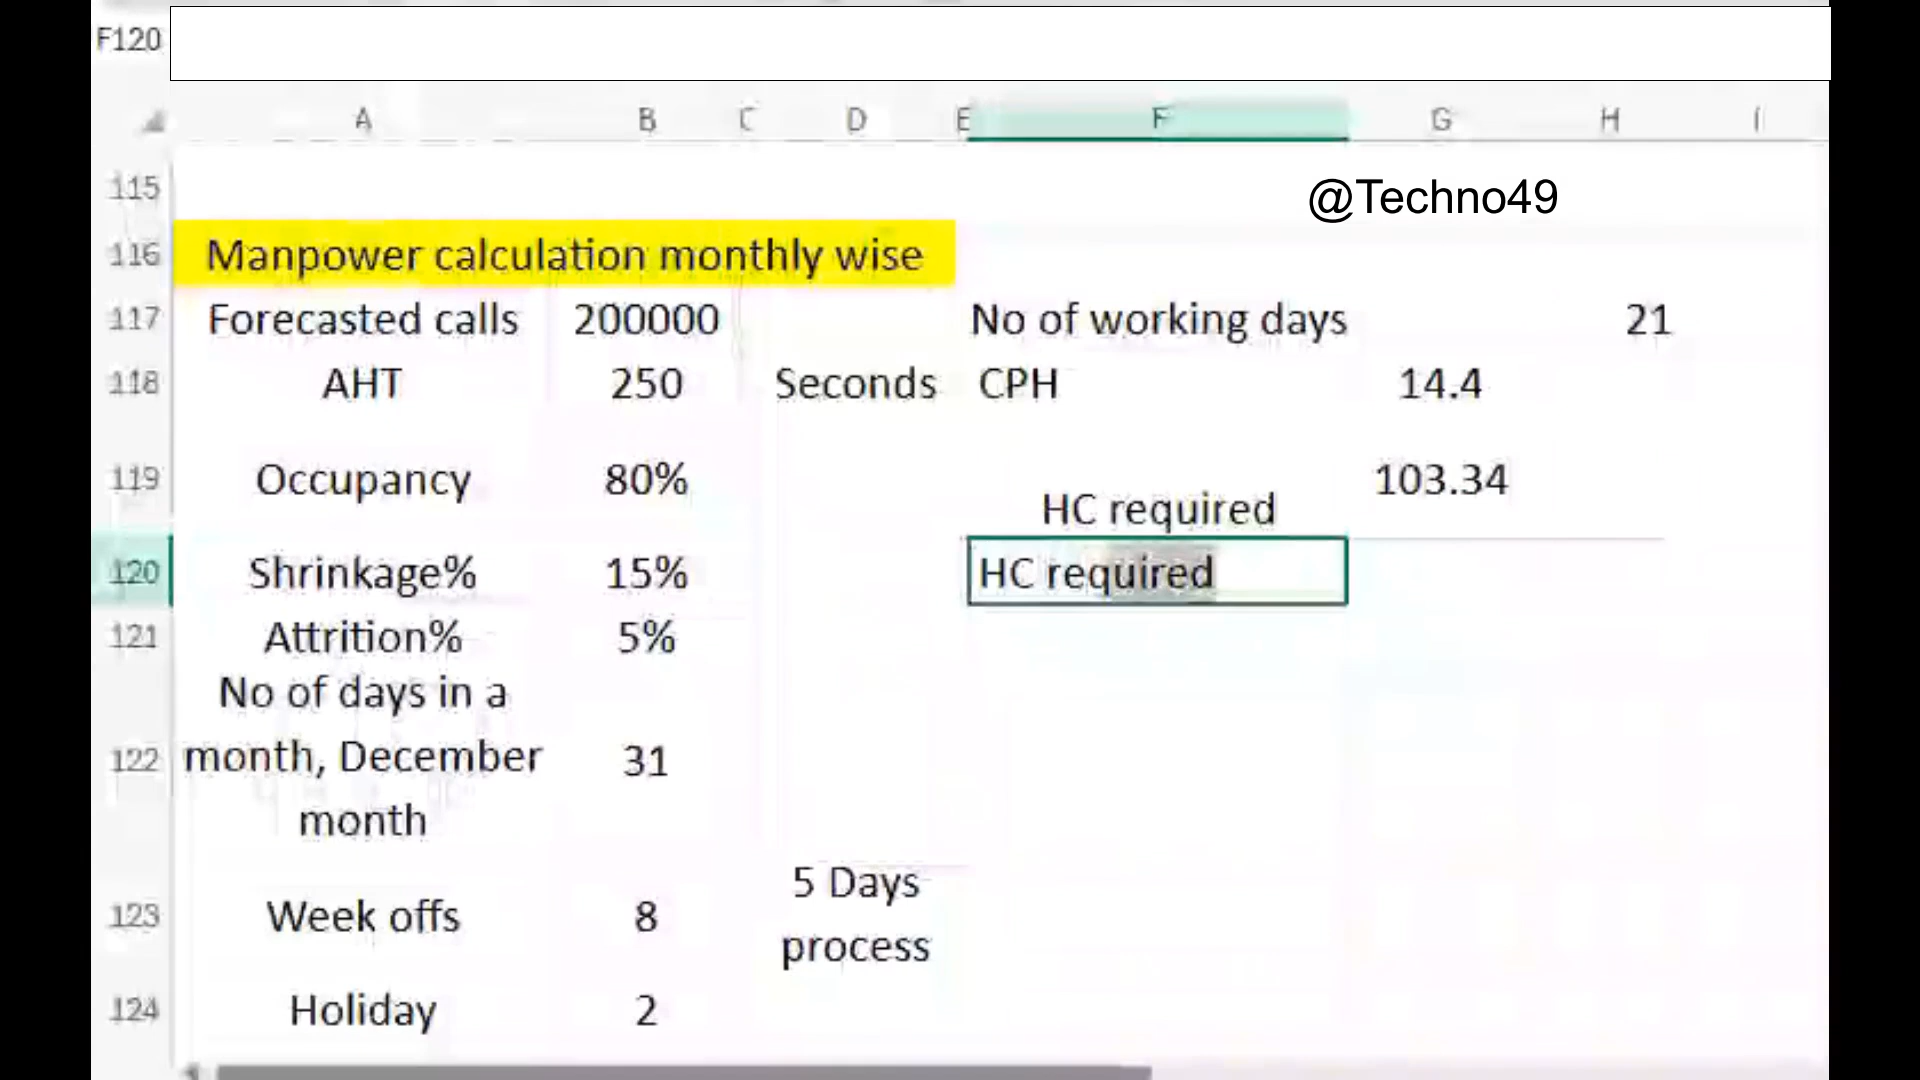 F120
A B C D E F G H I
115 @Techno49
116 Manpower calculation monthly wise
117 Forecasted calls 200000 No of working days 21
118 AHT 250 Seconds CPH 14.4
119 Occupancy 80% HC required 103.34
120 Shrinkage% 15% HC required
121 Attrition% 5%
No of days in a
122 month, December 31
month
5 Days
123 Week offs 8
process
124 Holiday 2